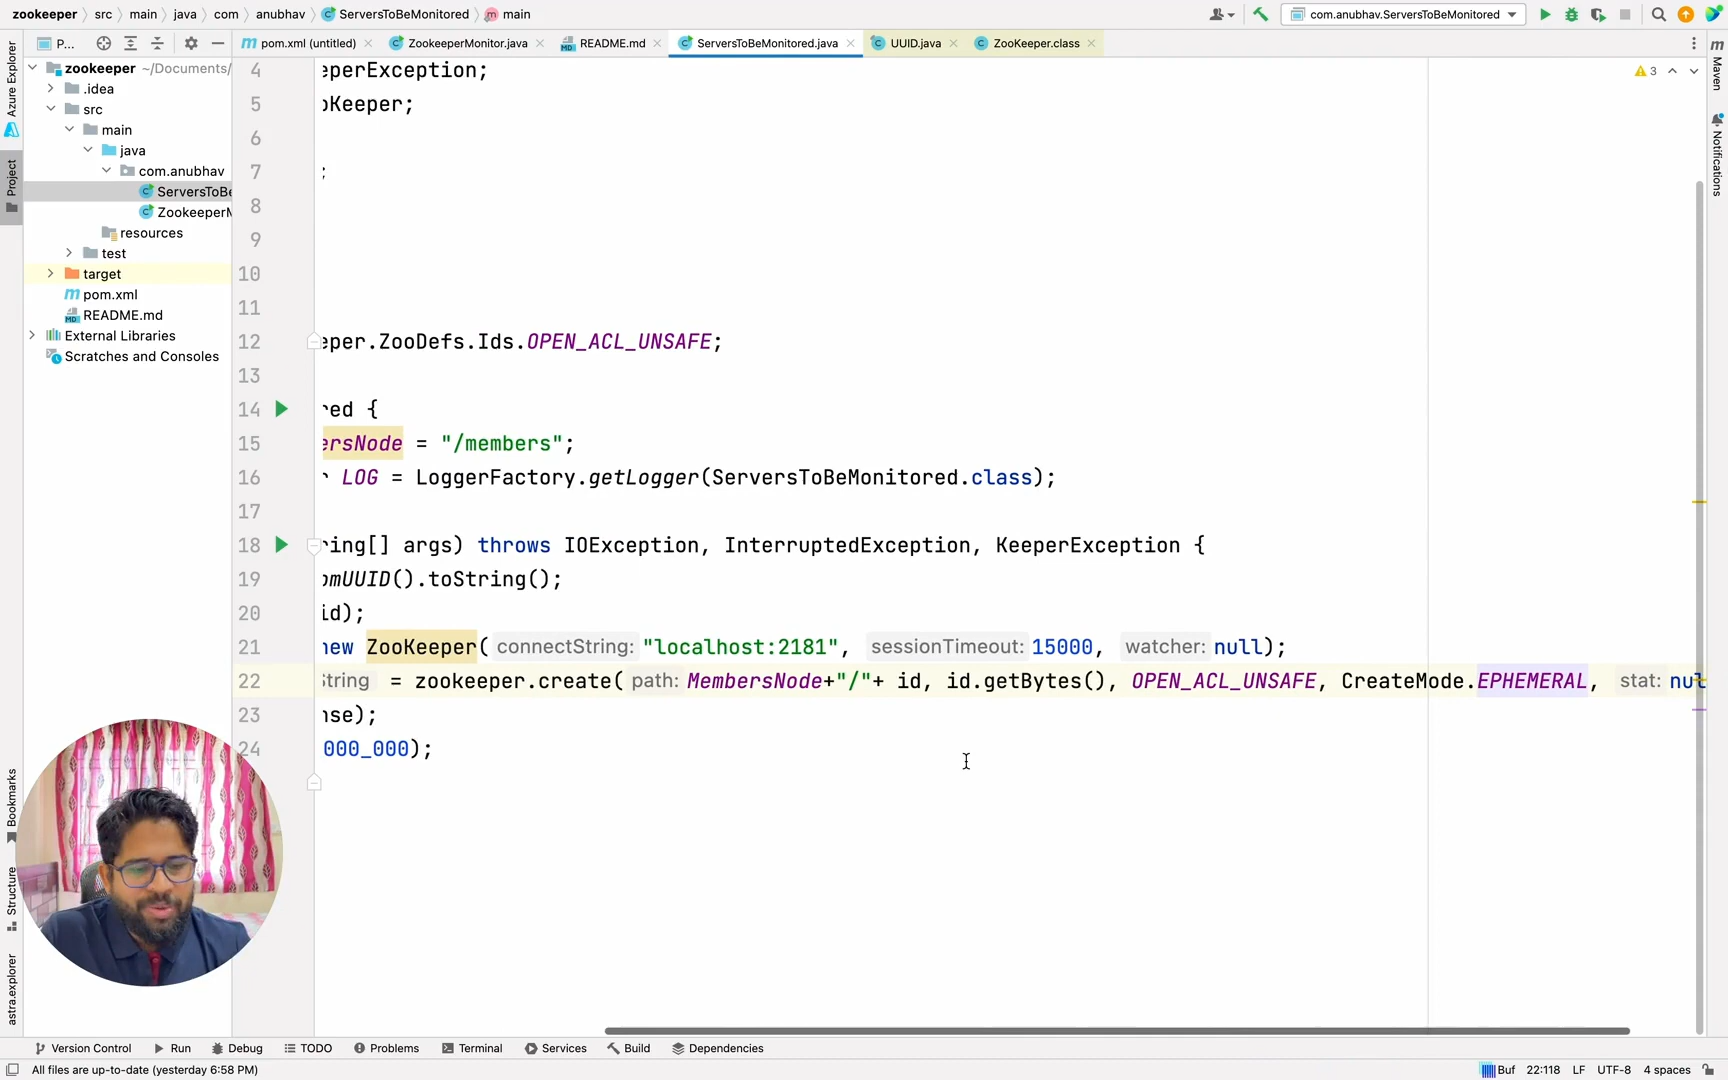 zookeeper src main java com anubhav ServersToBeMonitored main
com.anubhav.ServersToBeMonitored
P...
pom.xml (untitled)
ZookeeperMonitor.java
README.md
ServersToBeMonitored.java
UUID.java
ZooKeeper.class
Azure Explorer
Project
Bookmarks
Structure
astra.explorer
zookeeper ~/Documents/
.idea
src
main
java
com.anubhav
ServersToBe
ZookeeperM
resources
test
target
pom.xml
README.md
External Libraries
Scratches and Consoles
3
Maven
Notifications
4 eperException;
5 oKeeper;
6
7 ;
8
9
10
11
12 eper.ZooDefs.Ids.OPEN_ACL_UNSAFE;
13
14 red {
15 ersNode = "/members";
16 r LOG = LoggerFactory.getLogger(ServersToBeMonitored.class);
17
18 ring[] args) throws IOException, InterruptedException, KeeperException {
19 omUUID().toString();
20 id);
21 new ZooKeeper( connectString: "localhost:2181", sessionTimeout: 15000, watcher: null);
22 String = zookeeper.create( path: MembersNode+"/"+ id, id.getBytes(), OPEN_ACL_UNSAFE, CreateMode.EPHEMERAL, stat: nul
23 nse);
24 000_000);
Version Control Run Debug TODO Problems Terminal Services Build Dependencies
All files are up-to-date (yesterday 6:58 PM)
Buf 22:118 LF UTF-8 4 spaces